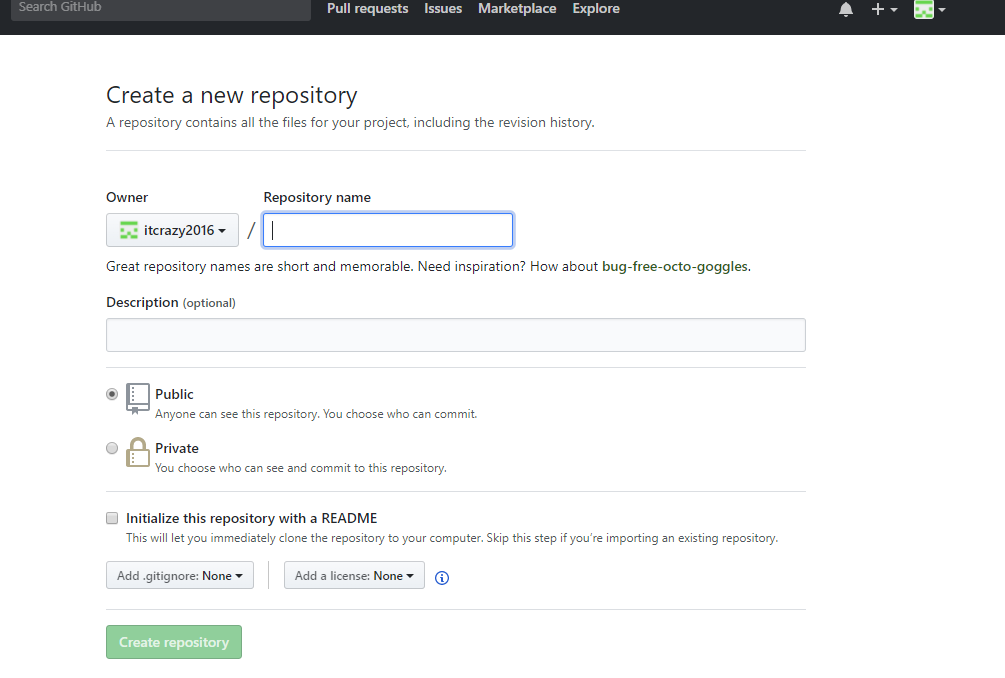 Search GitHub Pull requests Issues Marketplace Explore
Create a new repository
A repository contains all the files for your project, including the revision history.
Owner Repository name
itcrazy2016 /
Great repository names are short and memorable. Need inspiration? How about bug-free-octo-goggles.
Description (optional)
Public
Anyone can see this repository. You choose who can commit.
Private
You choose who can see and commit to this repository.
Initialize this repository with a README
This will let you immediately clone the repository to your computer. Skip this step if you're importing an existing repository.
Add .gitignore: None Add a license: None
Create repository